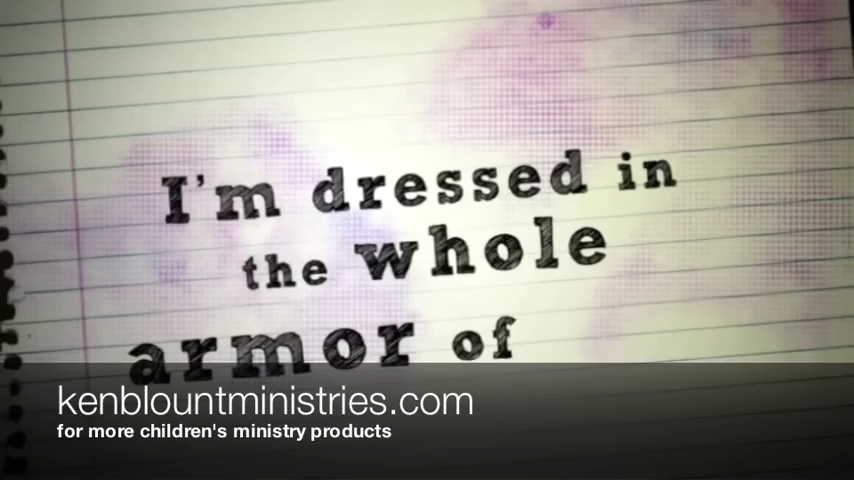 I'm dressed in
the whole
armor of
kenblountministries.com
for more children's ministry products